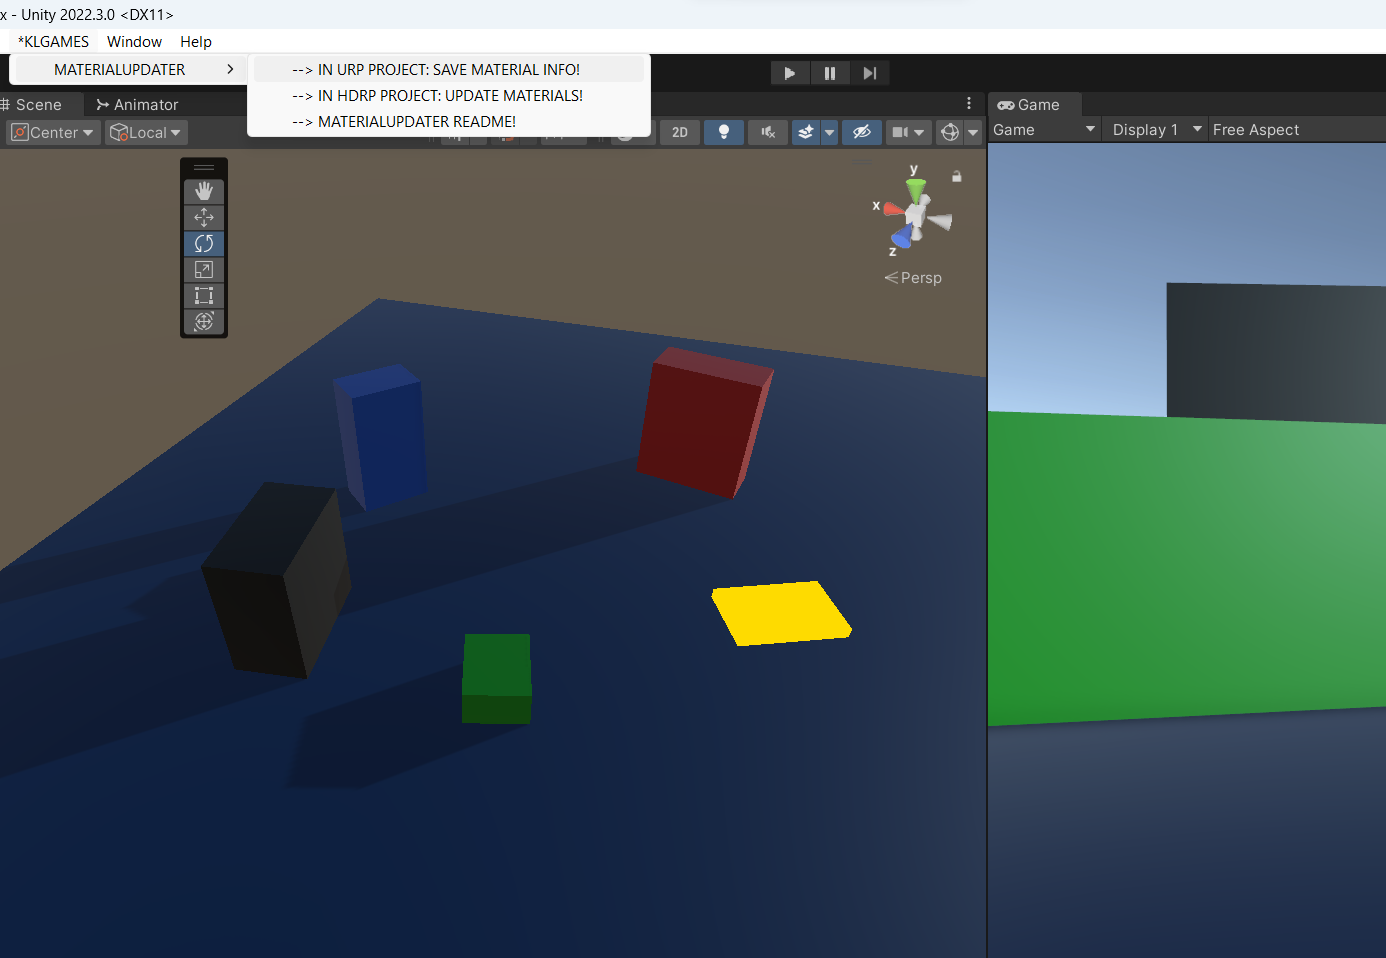 x - Unity 2022.3.0 <DX11>
*KLGAMES Window Help
MATERIALUPDATER >
--> IN URP PROJECT: SAVE MATERIAL INFO!
--> IN HDRP PROJECT: UPDATE MATERIALS!
--> MATERIALUPDATER README!
Scene Animator
Game
Center Local
2D
Game Display 1 Free Aspect
y
x
z
Persp